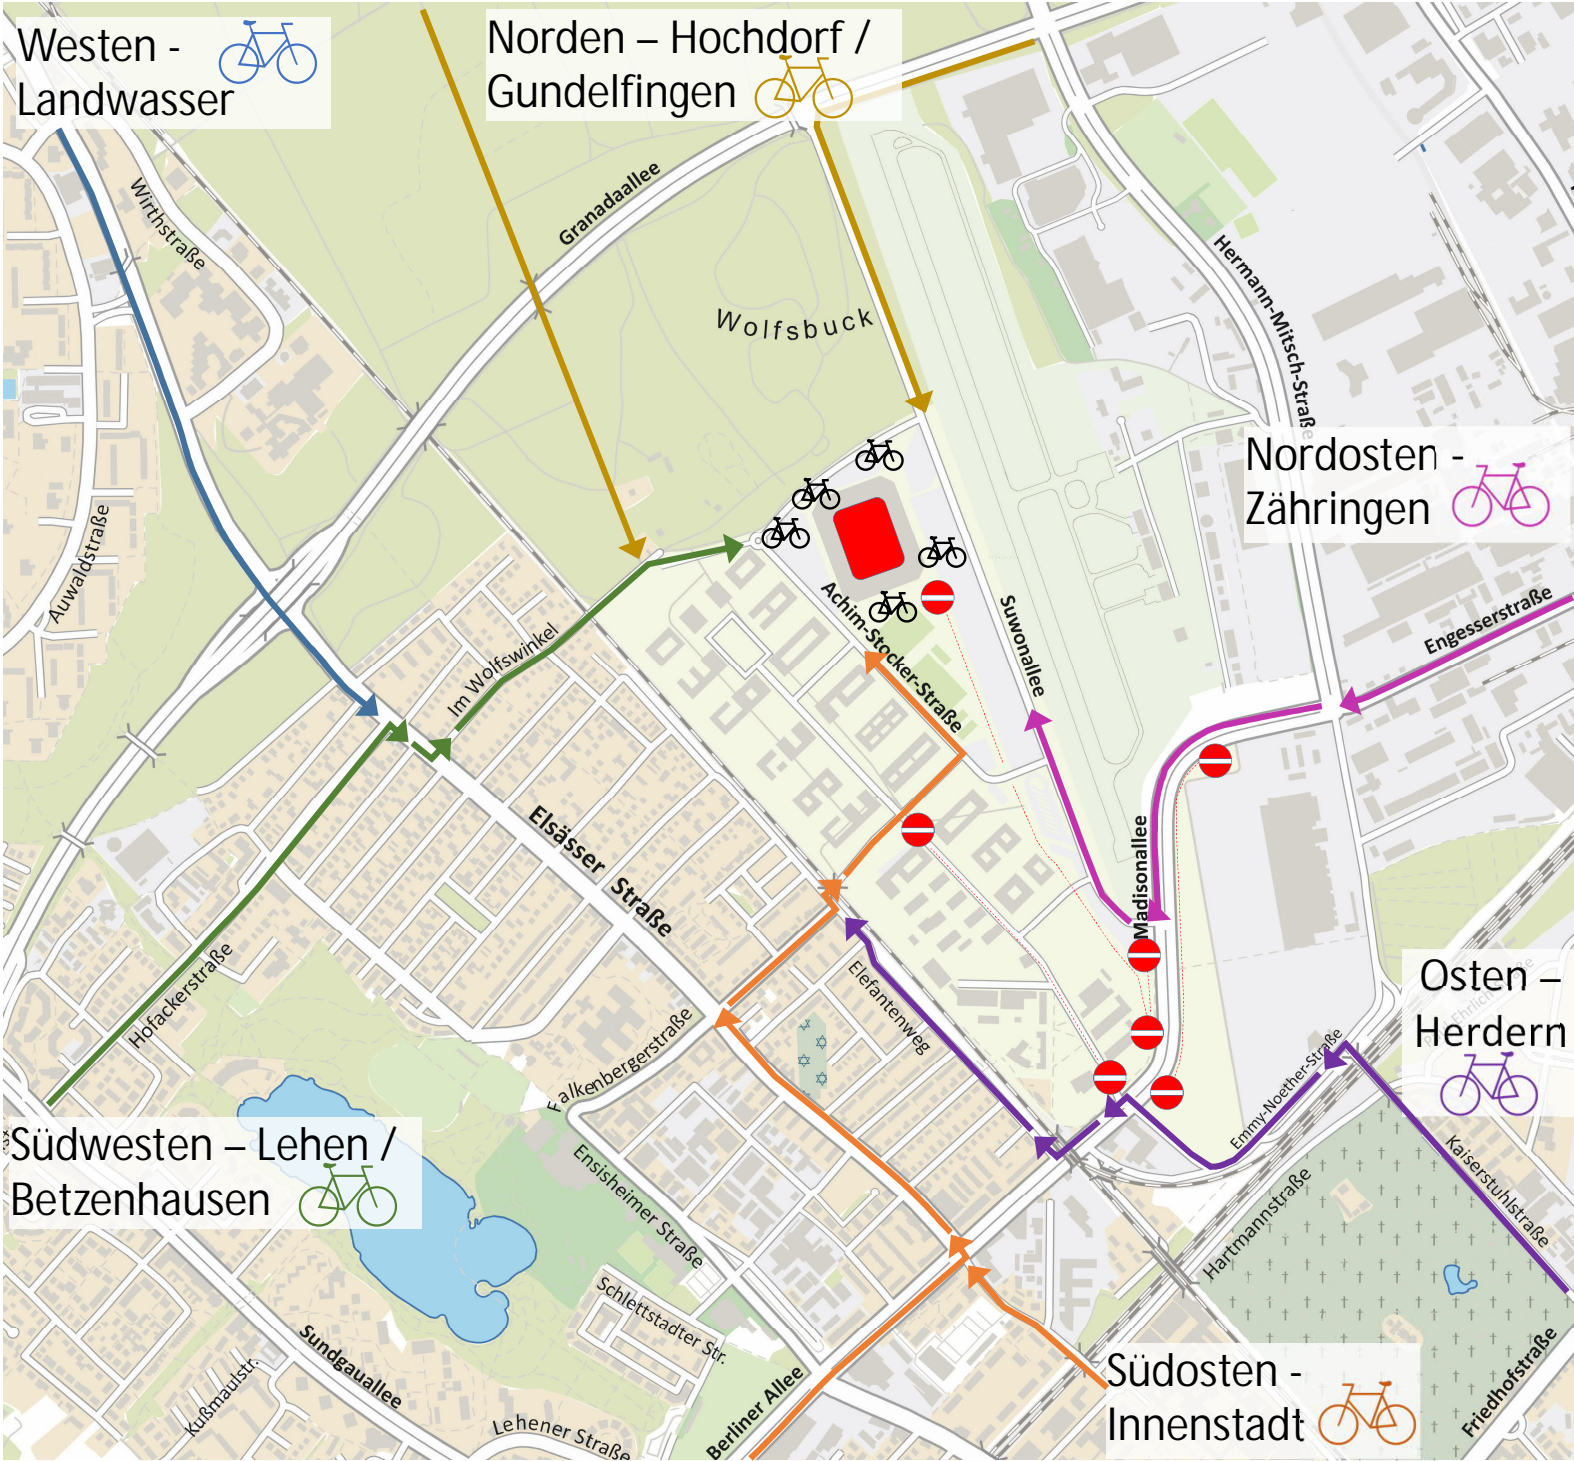 Westen -
Landwasser
Norden – Hochdorf /
Gundelfingen
Wirthstraße
Granadaallee
Wolfsbuck
Hermann-Mitsch-Straße
Nordosten -
Zähringen
Auwaldstraße
Im Wolfswinkel
Achim-Stocker-Straße
Suwonallee
Engesserstraße
Elsässer Straße
Madisonallee
Hofackerstraße
Elefantenweg
Falkenbergerstraße
Osten –
Herdern
Emmy-Noether-Straße
Südwesten – Lehen /
Betzenhausen
Ensisheimer Straße
Kaiserstuhlstraße
Hartmannstraße
Schlettstadter Str.
Sundgauallee
Kußmaulstr.
Lehener Straße
Berliner Allee
Südosten -
Innenstadt
Friedhofstraße